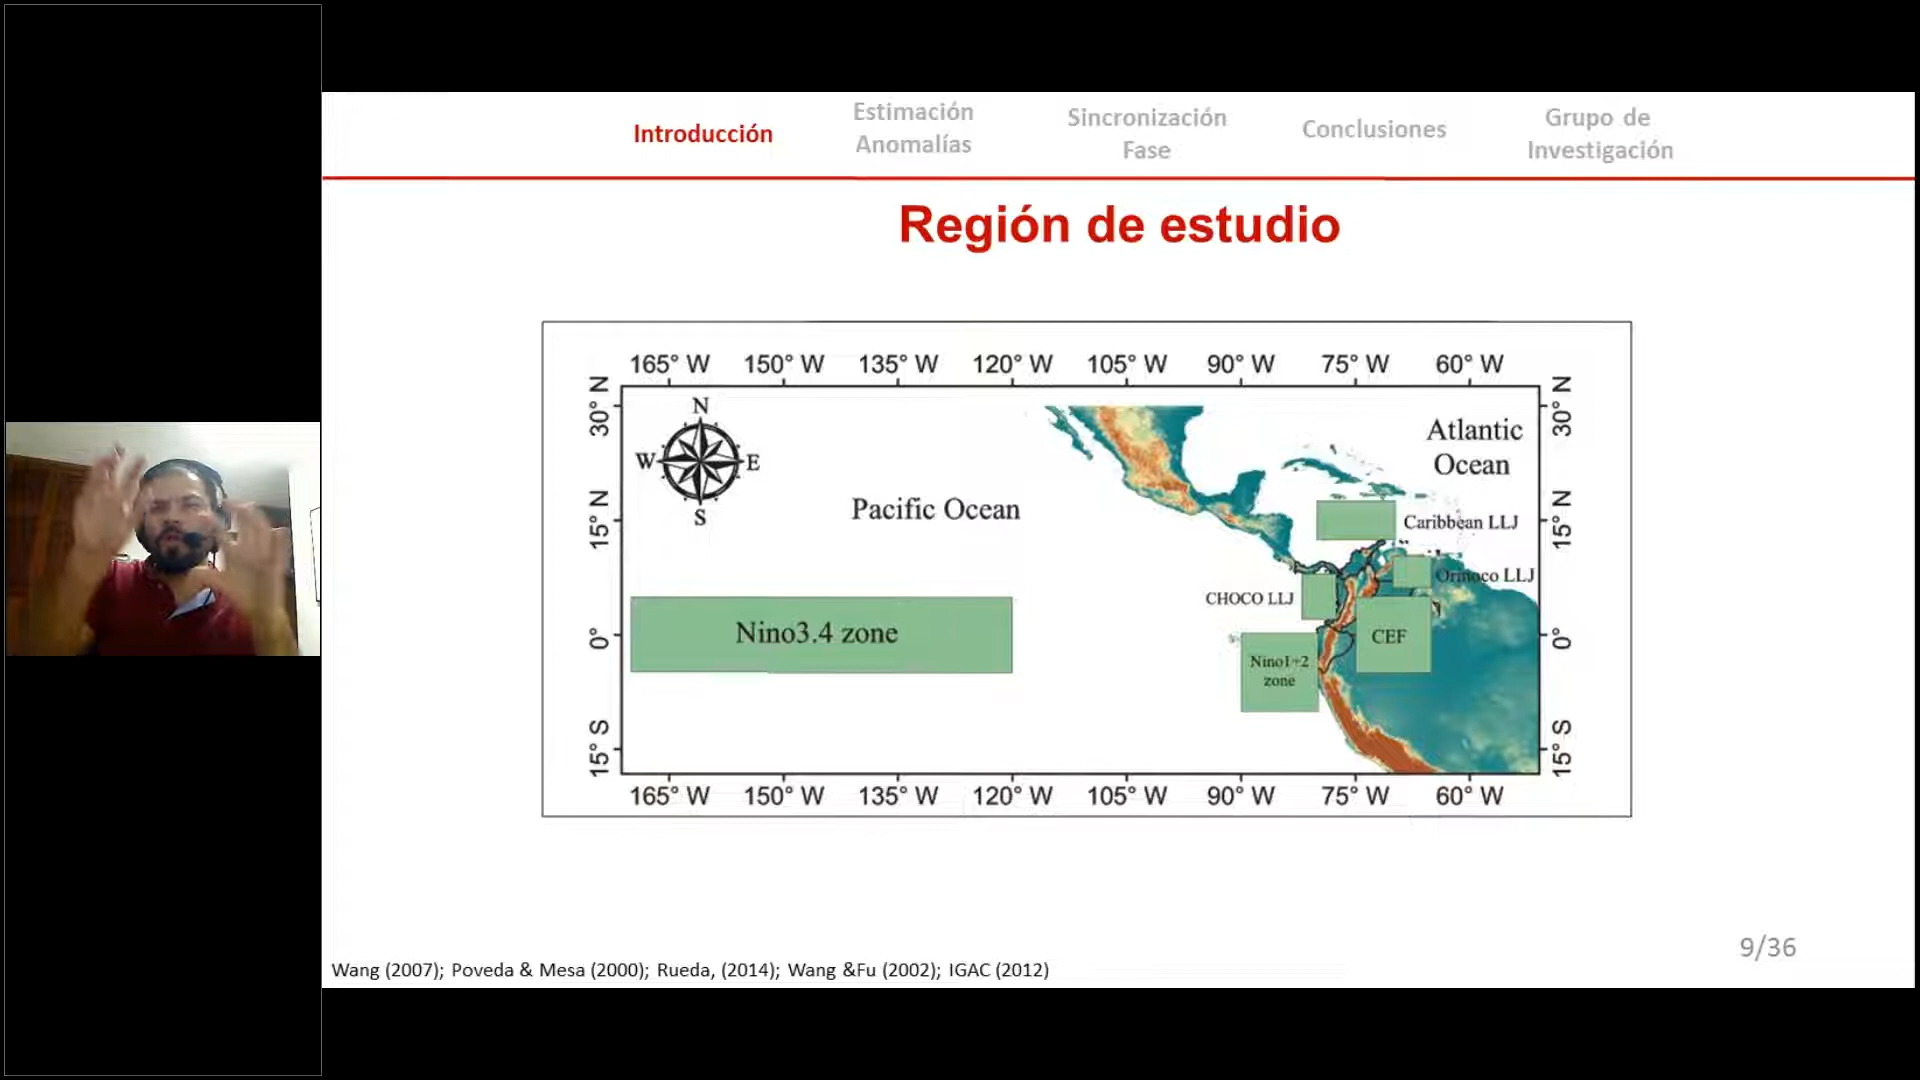 Introducción
Estimación
Anomalías
Sincronización
Fase
Conclusiones
Grupo de
Investigación
Región de estudio
165° W 150° W 135° W 120° W 105° W 90° W 75° W 60° W
30° N
15° N
0°
15° S
N
W E
S
Pacific Ocean
Atlantic
Ocean
Caribbean LLJ
Orinoco LLJ
CHOCO LLJ
Nino3.4 zone
CEF
Nino1+2
zone
30° N
15° N
0°
15° S
165° W 150° W 135° W 120° W 105° W 90° W 75° W 60° W
9/36
Wang (2007); Poveda & Mesa (2000); Rueda, (2014); Wang &Fu (2002); IGAC (2012)